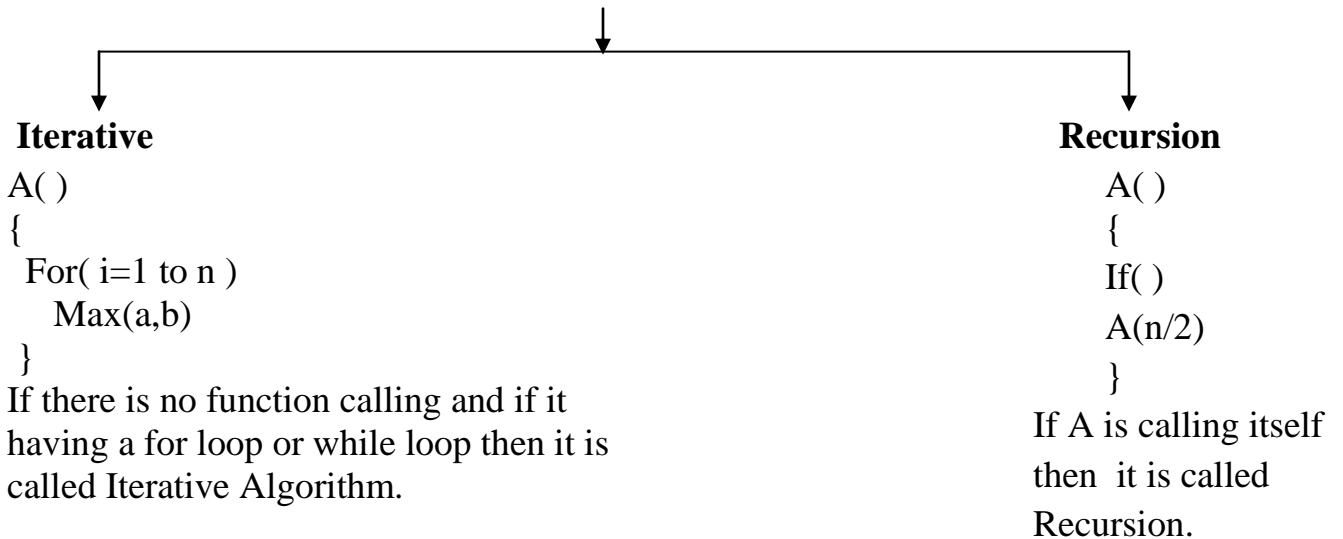 Iterative
A( )
{
For( i=1 to n )
Max(a,b)
}
If there is no function calling and if it
having a for loop or while loop then it is
called Iterative Algorithm.
Recursion
A( )
{
If( )
A(n/2)
}
If A is calling itself
then it is called
Recursion.